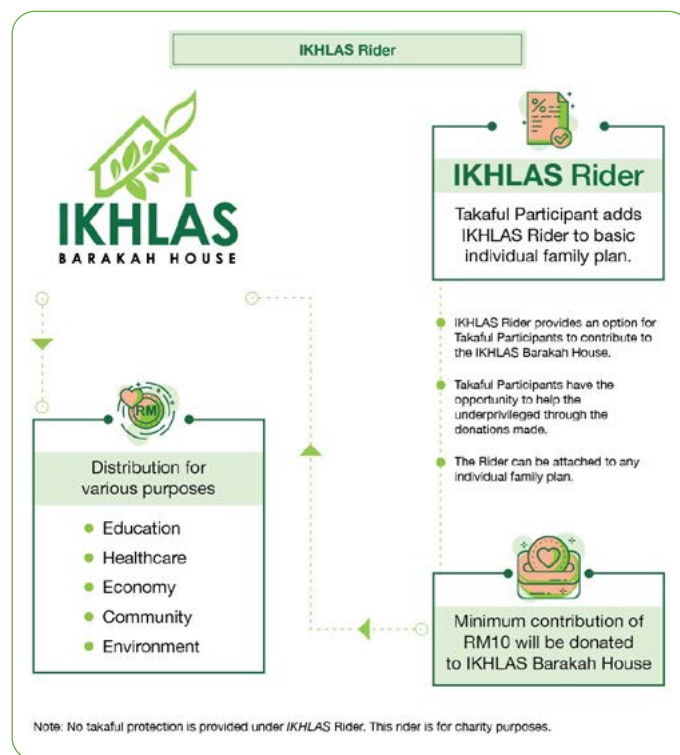 IKHLAS Rider
IKHLAS
BARAKAH HOUSE
%
IKHLAS Rider
Takaful Participant adds
IKHLAS Rider to basic
individual family plan.
IKHLAS Rider provides an option for
Takaful Participants to contribute to
the IKHLAS Barakah House.
Takaful Participants have the
opportunity to help the
underprivileged through the
donations made.
The Rider can be attached to any
individual family plan.
Minimum contribution of
RM10 will be donated
to IKHLAS Barakah House
RM
Distribution for
various purposes
Education
Healthcare
Economy
Community
Environment
Note: No takaful protection is provided under IKHLAS Rider. This rider is for charity purposes.